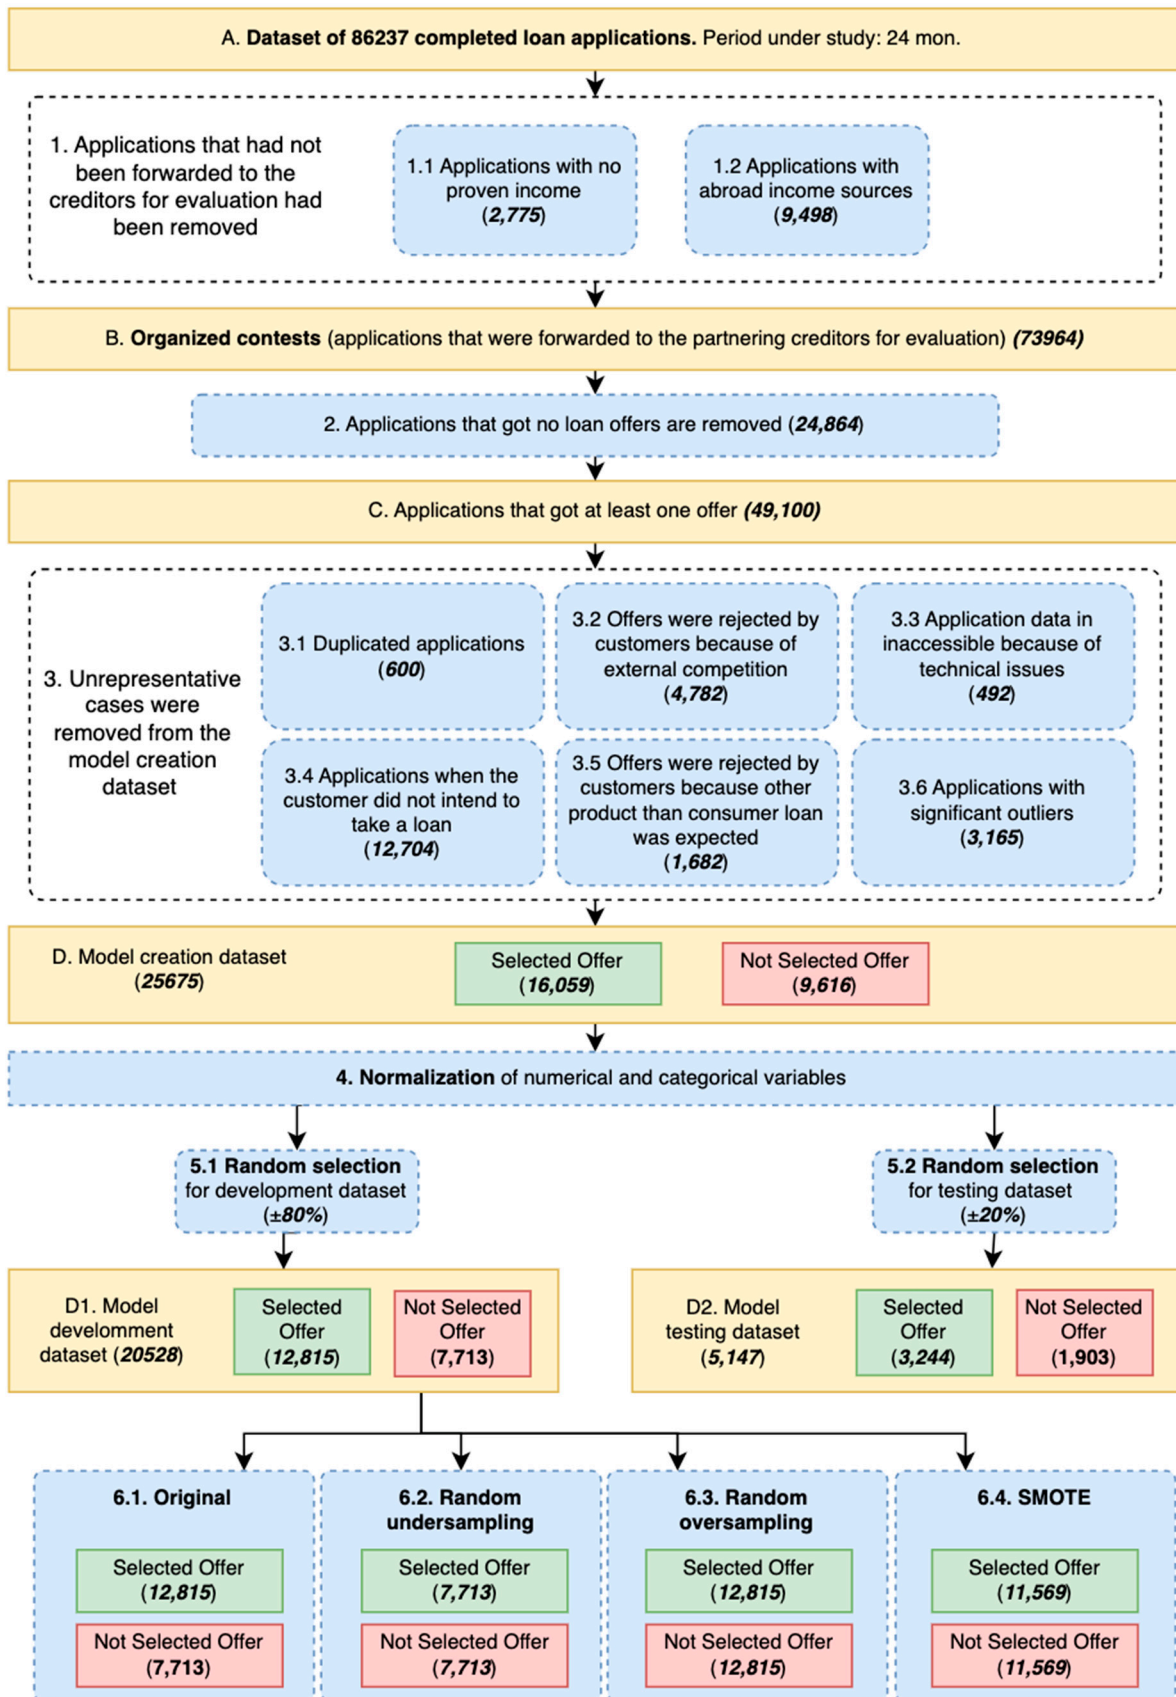 A. Dataset of 86237 completed loan applications. Period under study: 24 mon.
1. Applications that had not
been forwarded to the
creditors for evaluation had
been removed
1.1 Applications with no
proven income
(2,775)
1.2 Applications with
abroad income sources
(9,498)
B. Organized contests (applications that were forwarded to the partnering creditors for evaluation) (73964)
2. Applications that got no loan offers are removed (24,864)
C. Applications that got at least one offer (49,100)
3. Unrepresentative
cases were
removed from the
model creation
dataset
3.1 Duplicated applications
(600)
3.2 Offers were rejected by
customers because of
external competition
(4,782)
3.3 Application data in
inaccessible because of
technical issues
(492)
3.4 Applications when the
customer did not intend to
take a loan
(12,704)
3.5 Offers were rejected by
customers because other
product than consumer loan
was expected
(1,682)
3.6 Applications with
significant outliers
(3,165)
D. Model creation dataset
(25675)
Selected Offer
(16,059)
Not Selected Offer
(9,616)
4. Normalization of numerical and categorical variables
5.1 Random selection
for development dataset
(±80%)
5.2 Random selection
for testing dataset
(±20%)
D1. Model
develomment
dataset (20528)
Selected
Offer
(12,815)
Not Selected
Offer
(7,713)
D2. Model
testing dataset
(5,147)
Selected
Offer
(3,244)
Not Selected
Offer
(1,903)
6.1. Original
Selected Offer
(12,815)
Not Selected Offer
(7,713)
6.2. Random
undersampling
Selected Offer
(7,713)
Not Selected Offer
(7,713)
6.3. Random
oversampling
Selected Offer
(12,815)
Not Selected Offer
(12,815)
6.4. SMOTE
Selected Offer
(11,569)
Not Selected Offer
(11,569)